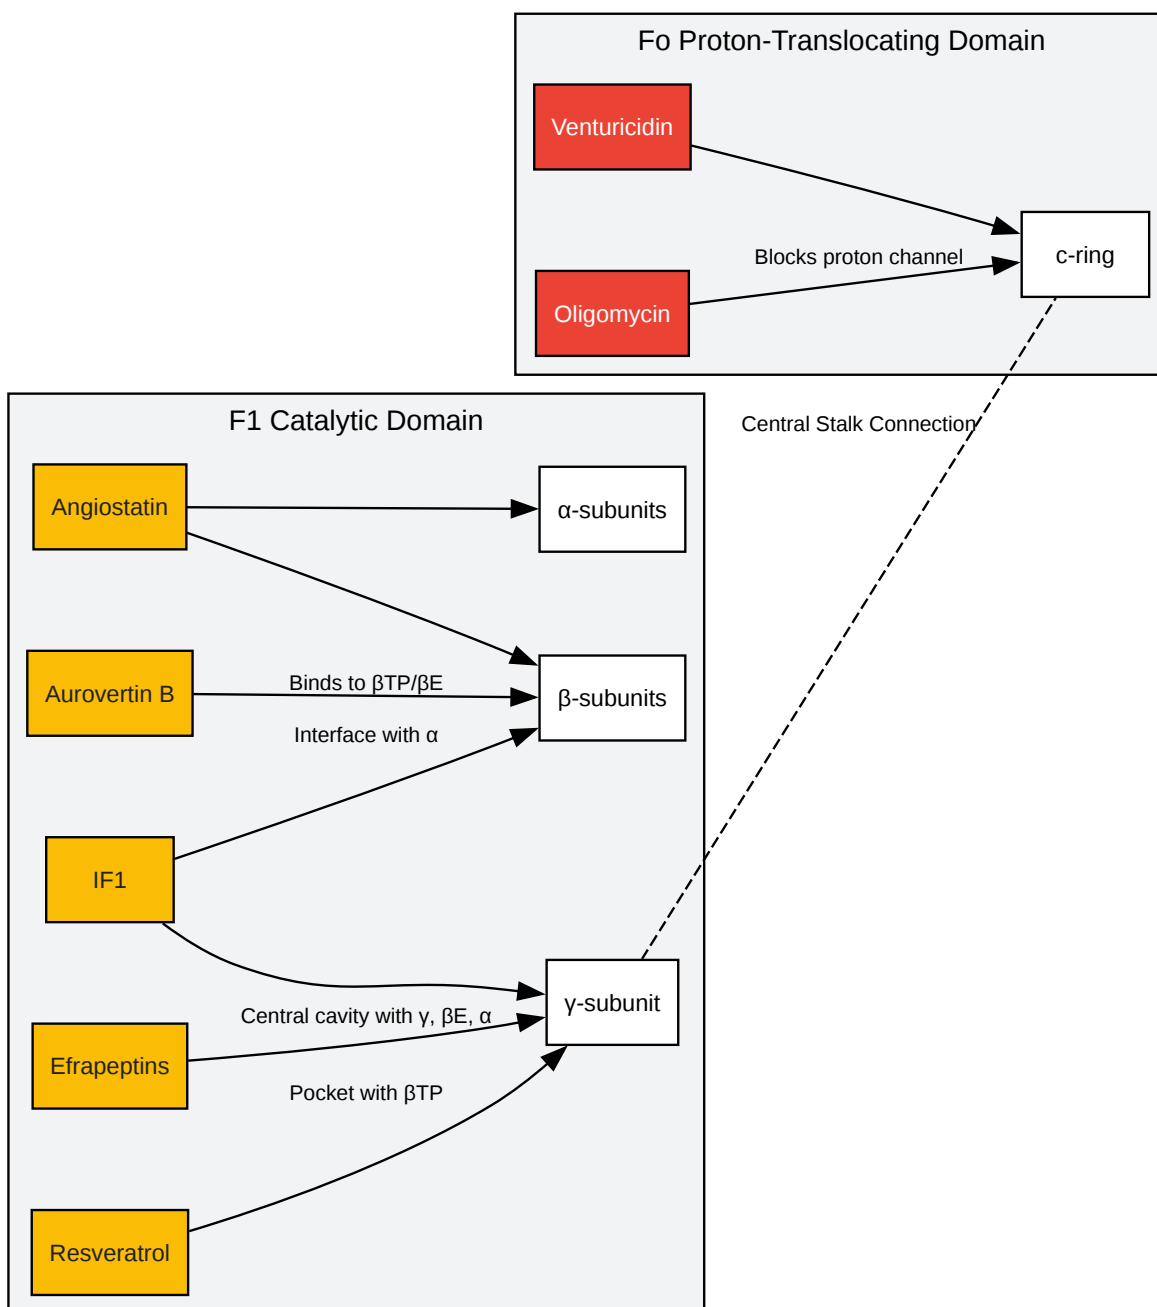 Fo Proton-Translocating Domain
Venturicidin
Blocks proton channel
c-ring
Oligomycin
F1 Catalytic Domain
Central Stalk Connection
Angiostatin
α-subunits
Aurovertin B
Binds to βTP/βE
β-subunits
Interface with α
IF1
γ-subunit
Central cavity with γ, βE, α
Efrapeptins
Pocket with βTP
Resveratrol